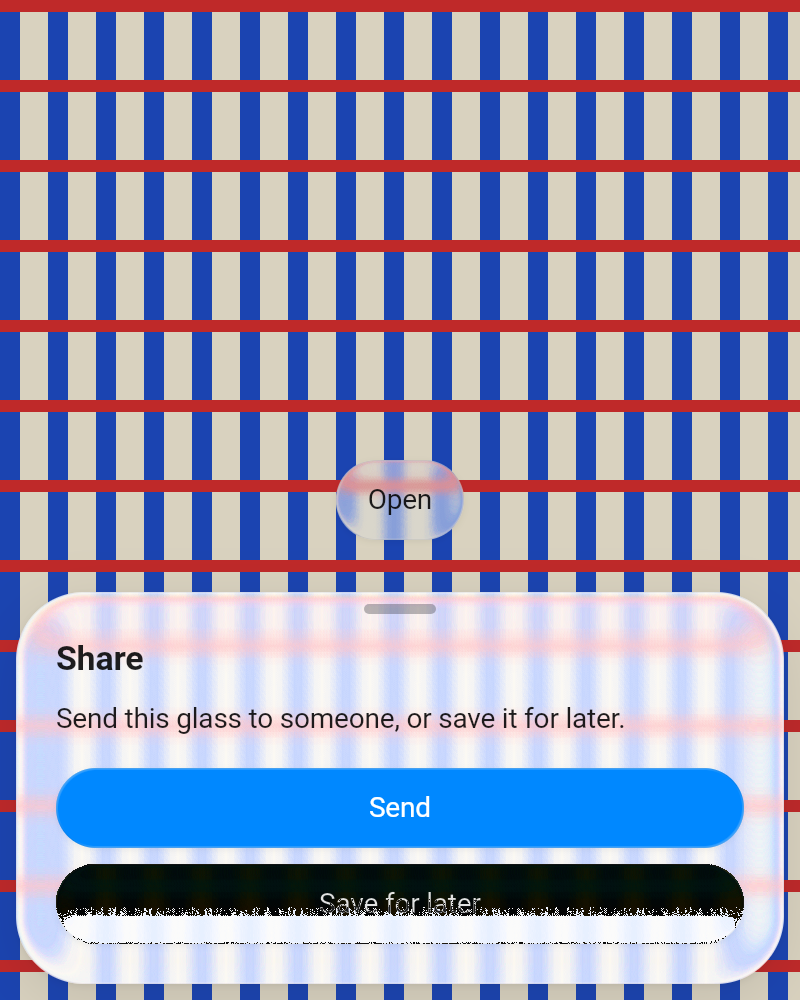 Open
Share
Send this glass to someone, or save it for later.
Send
Save for later